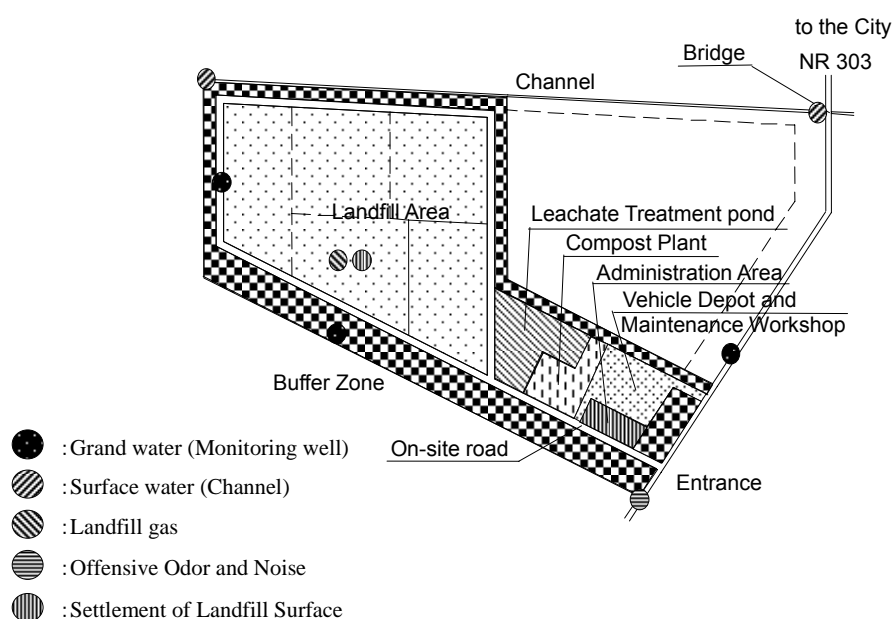 to the City
NR 303
Bridge
Channel
Landfill Area
Leachate Treatment pond
Compost Plant
Administration Area
Vehicle Depot and
Maintenance Workshop
Buffer Zone
On-site road
Entrance
:Grand water (Monitoring well)
:Surface water (Channel)
:Landfill gas
:Offensive Odor and Noise
:Settlement of Landfill Surface